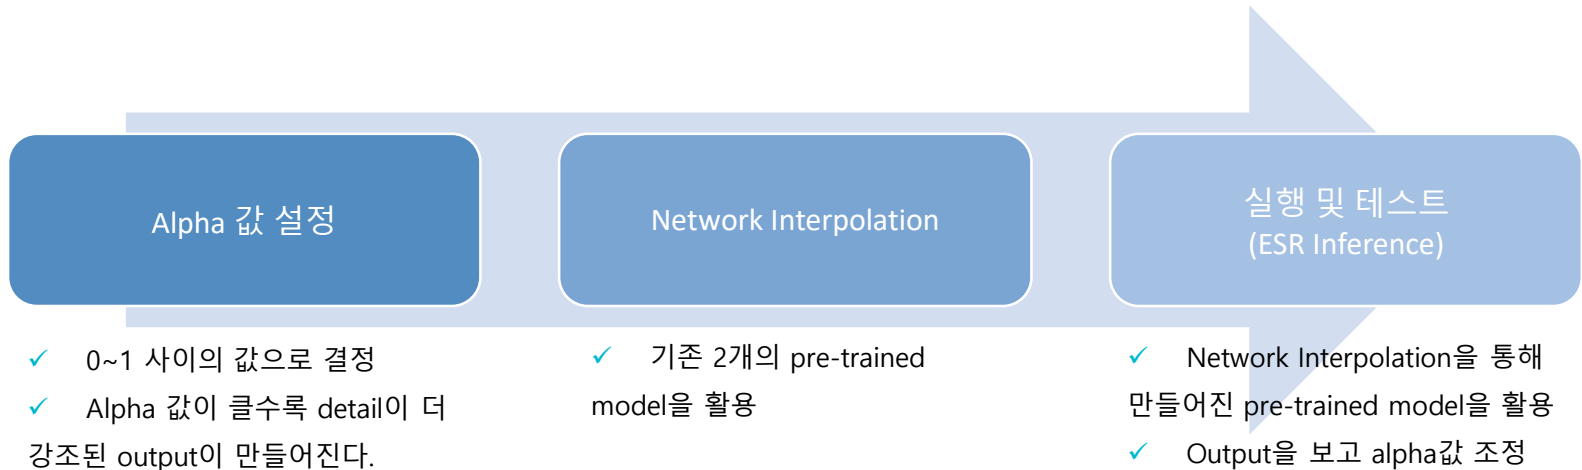 Alpha 값 설정
✓ 0~1 사이의 값으로 결정
✓ Alpha 값이 클수록 detail이 더
강조된 output이 만들어진다.
Network Interpolation
✓ 기존 2개의 pre-trained
model을 활용
실행 및 테스트
(ESR Inference)
✓ Network Interpolation을 통해
만들어진 pre-trained model을 활용
✓ Output을 보고 alpha값 조정